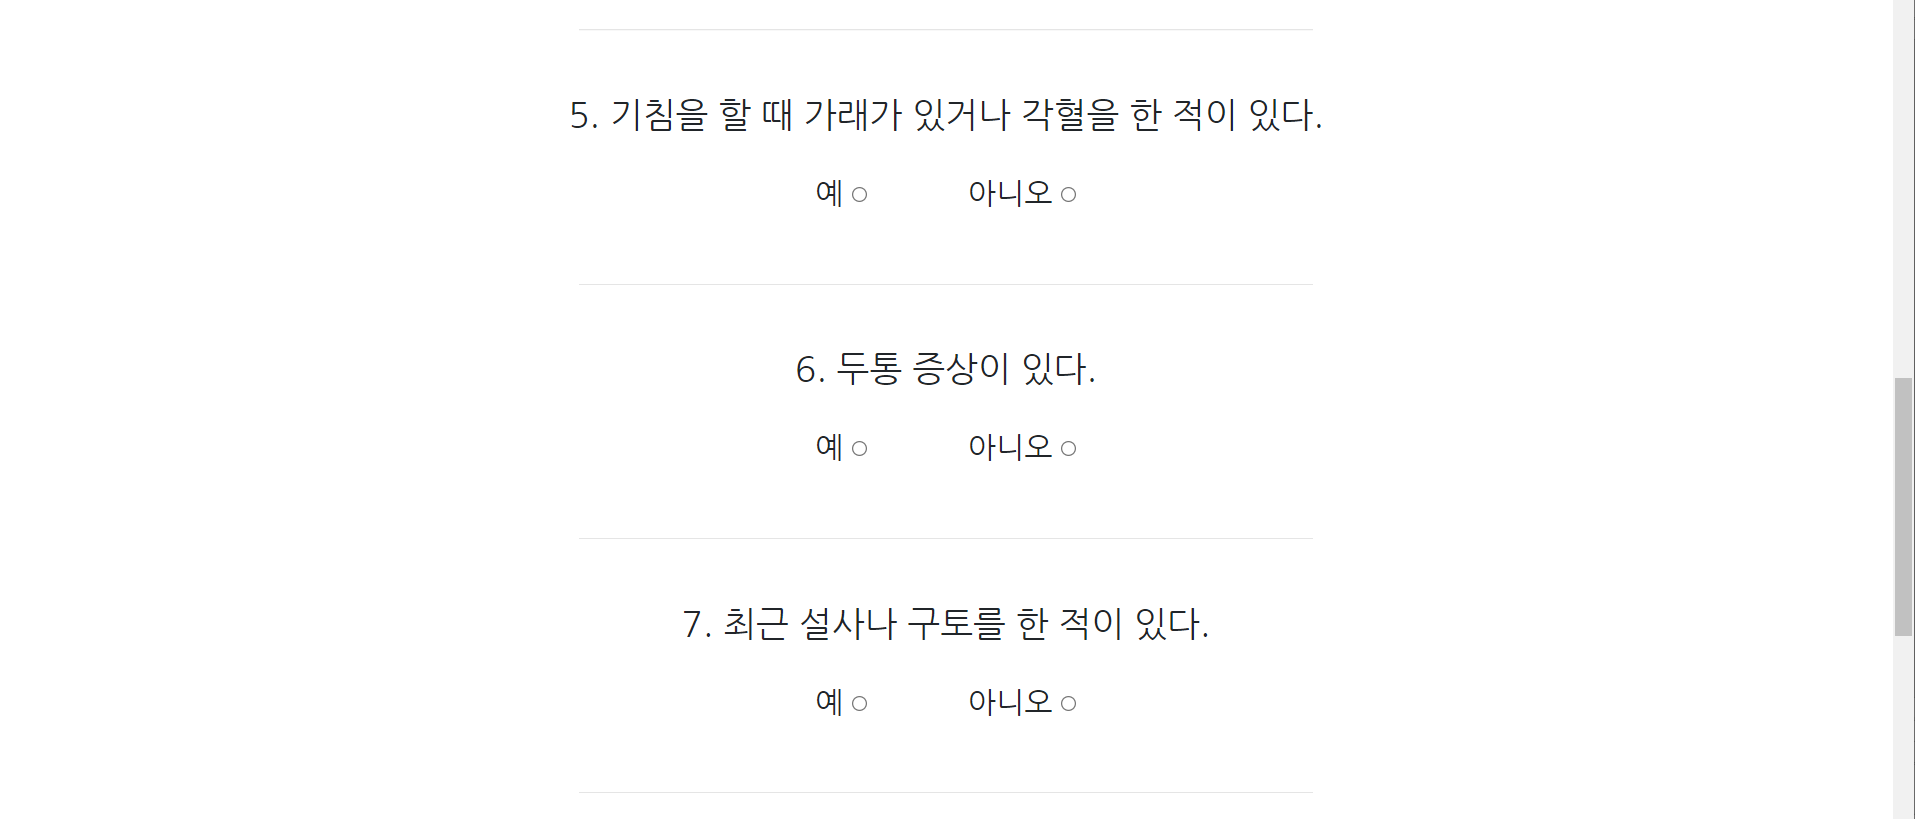 5. 기침을 할 때 가래가 있거나 각혈을 한 적이 있다.
예 아니오
6. 두통 증상이 있다.
예 아니오
7. 최근 설사나 구토를 한 적이 있다.
예 아니오